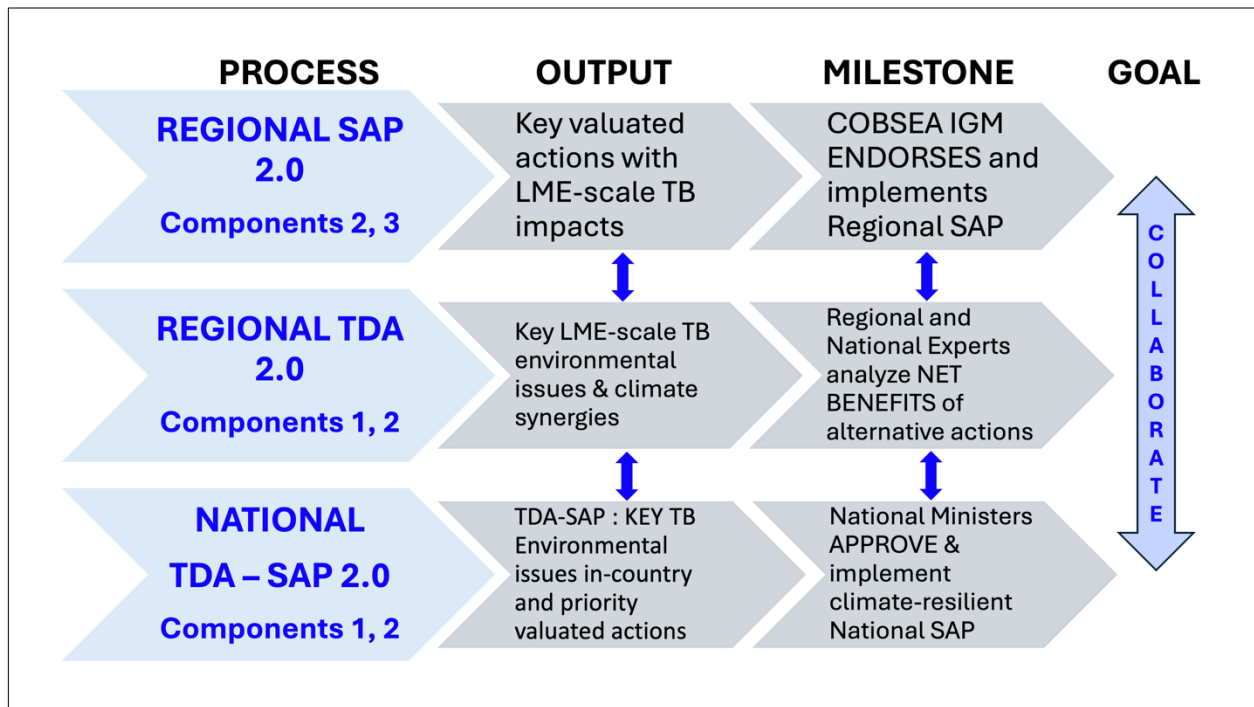 PROCESS OUTPUT MILESTONE GOAL
REGIONAL SAP
2.0
Components 2, 3
Key valuated
actions with
LME-scale TB
impacts
COBSEA IGM
ENDORSES and
implements
Regional SAP
REGIONAL TDA
2.0
Components 1, 2
Key LME-scale TB
environmental
issues & climate
synergies
Regional and
National Experts
analyze NET
BENEFITS of
alternative actions
NATIONAL
TDA – SAP 2.0
Components 1, 2
TDA-SAP : KEY TB
Environmental
issues in-country
and priority
valuated actions
National Ministers
APPROVE &
implement
climate-resilient
National SAP
COLLABORATE